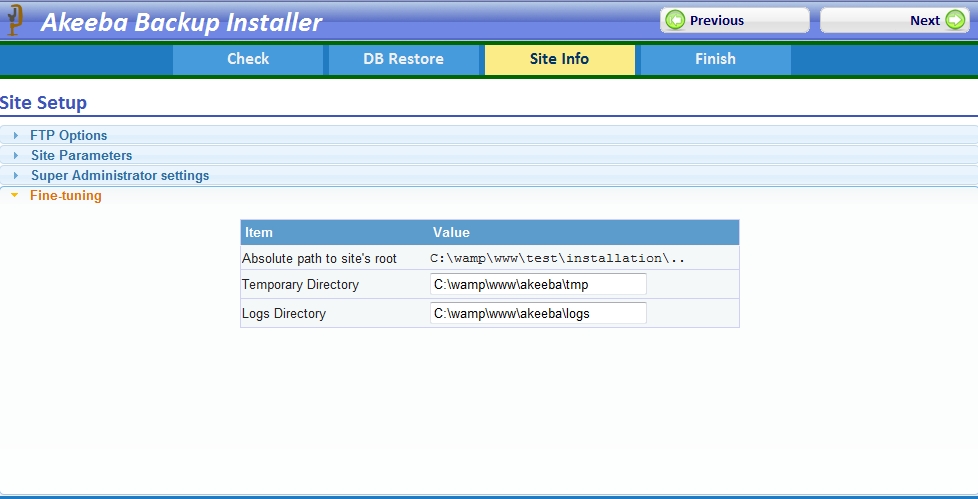 Akeeba Backup Installer
Previous
Next
Check
DB Restore
Site Info
Finish
Site Setup
FTP Options
Site Parameters
Super Administrator settings
Fine-tuning
Item Value
Absolute path to site's root C:\wamp\www\test\installation\..
Temporary Directory C:\wamp\www\akeeba\tmp
Logs Directory C:\wamp\www\akeeba\logs